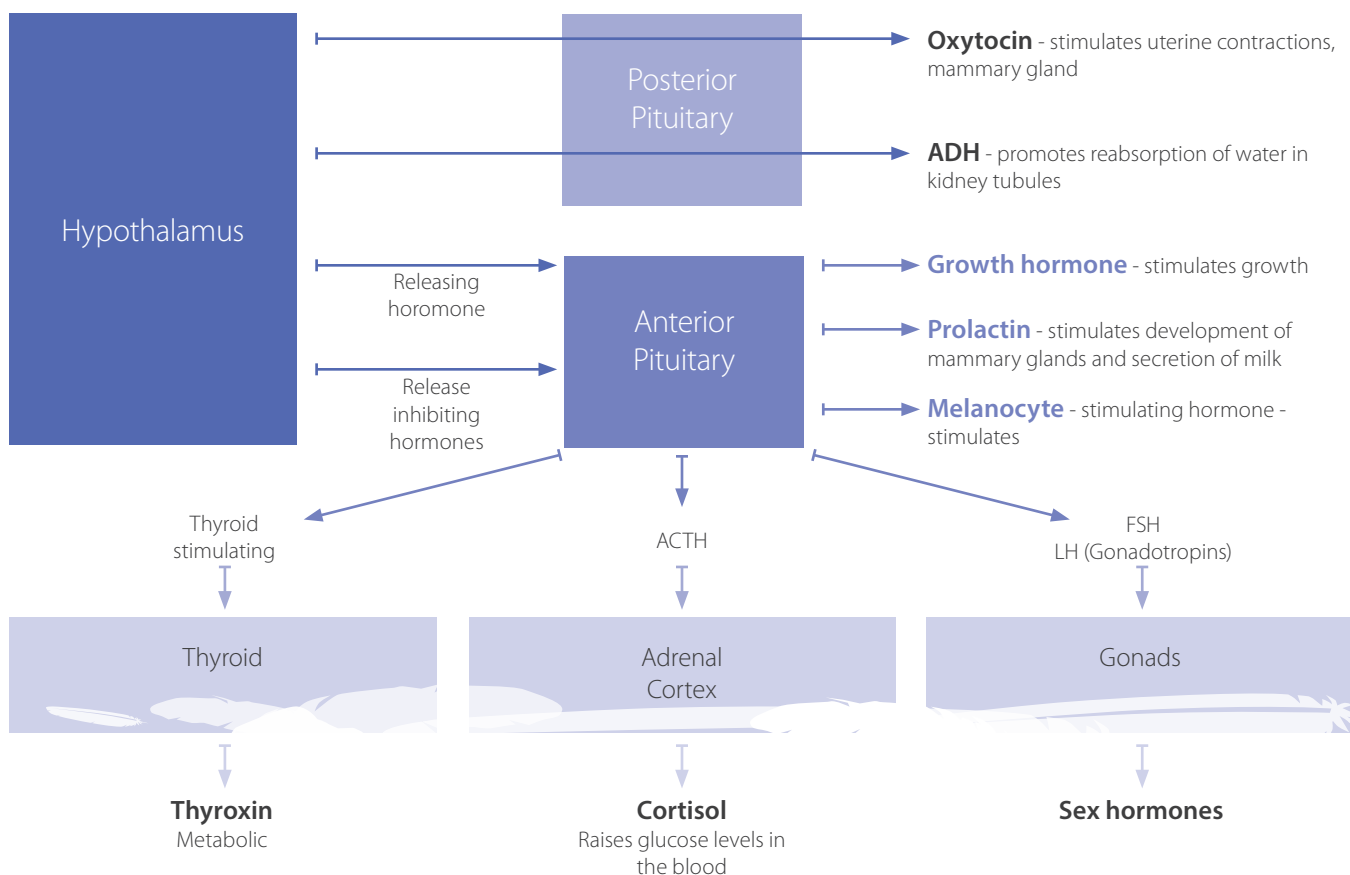 Hypothalamus
Posterior
Pituitary
Oxytocin - stimulates uterine contractions,
mammary gland
ADH - promotes reabsorption of water in
kidney tubules
Releasing
horomone
Release
inhibiting
hormones
Anterior
Pituitary
Growth hormone - stimulates growth
Prolactin - stimulates development of
mammary glands and secretion of milk
Melanocyte - stimulating hormone -
stimulates
Thyroid
stimulating
ACTH
FSH
LH (Gonadotropins)
Thyroid
Adrenal
Cortex
Gonads
Thyroxin
Metabolic
Cortisol
Raises glucose levels in
the blood
Sex hormones